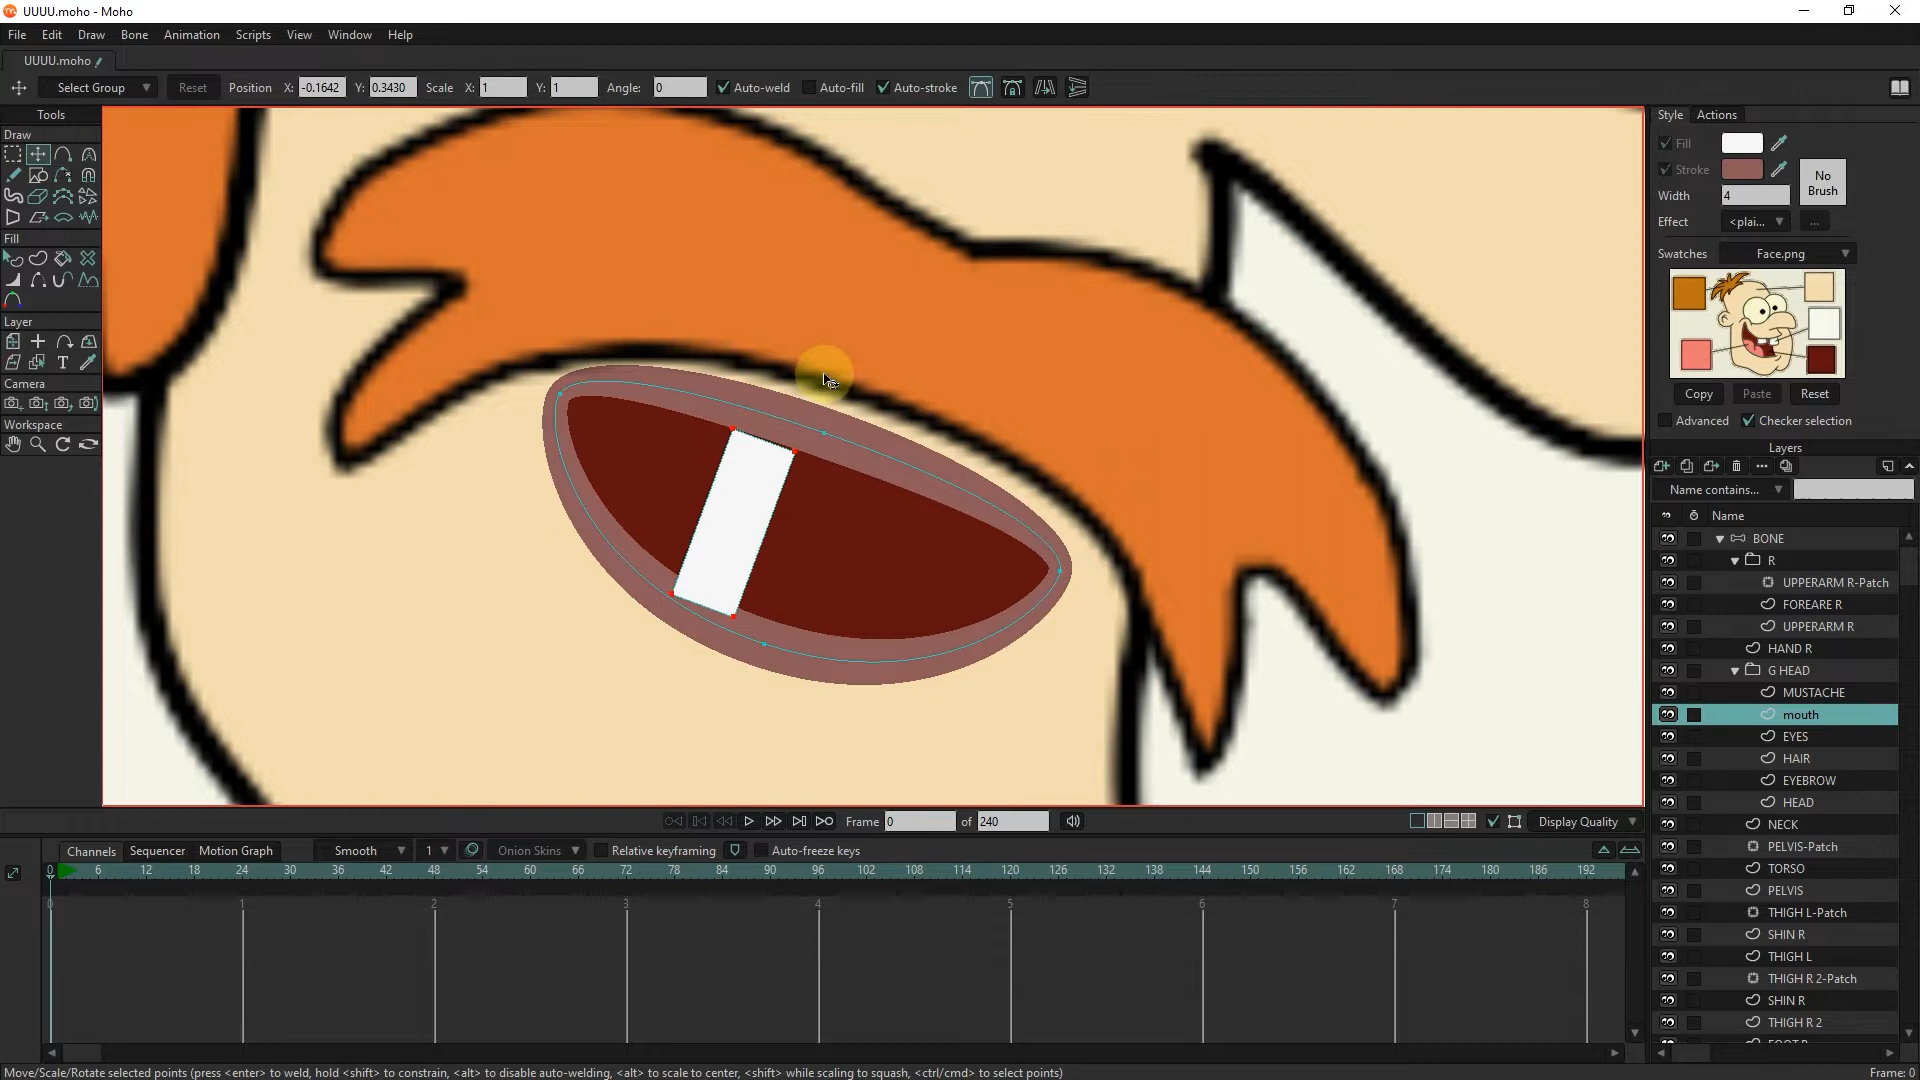 UUUU.moho - Moho
File Edit Draw Bone Animation Scripts View Window Help
UUUU.moho
Select Group Reset Position X: -0.1642 Y: 0.3430 Scale X: 1 Y: 1 Angle: 0 Auto-weld Auto-fill Auto-stroke
Tools
Draw
Fill
Layer
Camera
Workspace
Style Actions
Fill
Stroke
No Brush
Width 4
Effect <plai... ...
Swatches Face.png
Copy Paste Reset
Advanced Checker selection
Layers
Name contains...
Name
BONE
R
UPPERARM R-Patch
FOREARE R
UPPERARM R
HAND R
G HEAD
MUSTACHE
mouth
EYES
HAIR
EYEBROW
HEAD
NECK
PELVIS-Patch
TORSO
PELVIS
THIGH L-Patch
SHIN R
THIGH L
THIGH R 2-Patch
SHIN R
THIGH R 2
Frame 0 of 240 Display Quality
Channels Sequencer Motion Graph Smooth 1 Onion Skins Relative keyframing Auto-freeze keys
0 6 12 18 24 30 36 42 48 54 60 66 72 78 84 90 96 102 108 114 120 126 132 138 144 150 156 162 168 174 180 186 192
0 1 2 3 4 5 6 7 8
Move/Scale/Rotate selected points (press <enter> to weld, hold <shift> to constrain, <alt> to disable auto-welding, <alt> to scale to center, <shift> while scaling to squash, <ctrl/cmd> to select points) Frame: 0